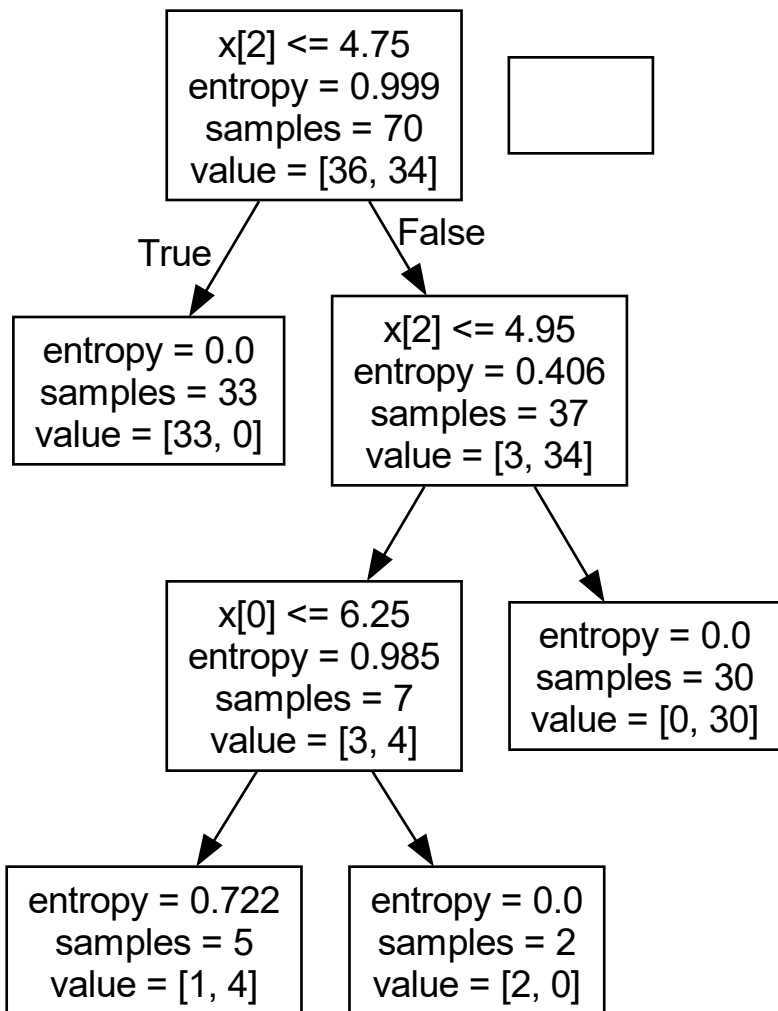 x[2] <= 4.75
entropy = 0.999
samples = 70
value = [36, 34]
True
False
entropy = 0.0
samples = 33
value = [33, 0]
x[2] <= 4.95
entropy = 0.406
samples = 37
value = [3, 34]
x[0] <= 6.25
entropy = 0.985
samples = 7
value = [3, 4]
entropy = 0.0
samples = 30
value = [0, 30]
entropy = 0.722
samples = 5
value = [1, 4]
entropy = 0.0
samples = 2
value = [2, 0]